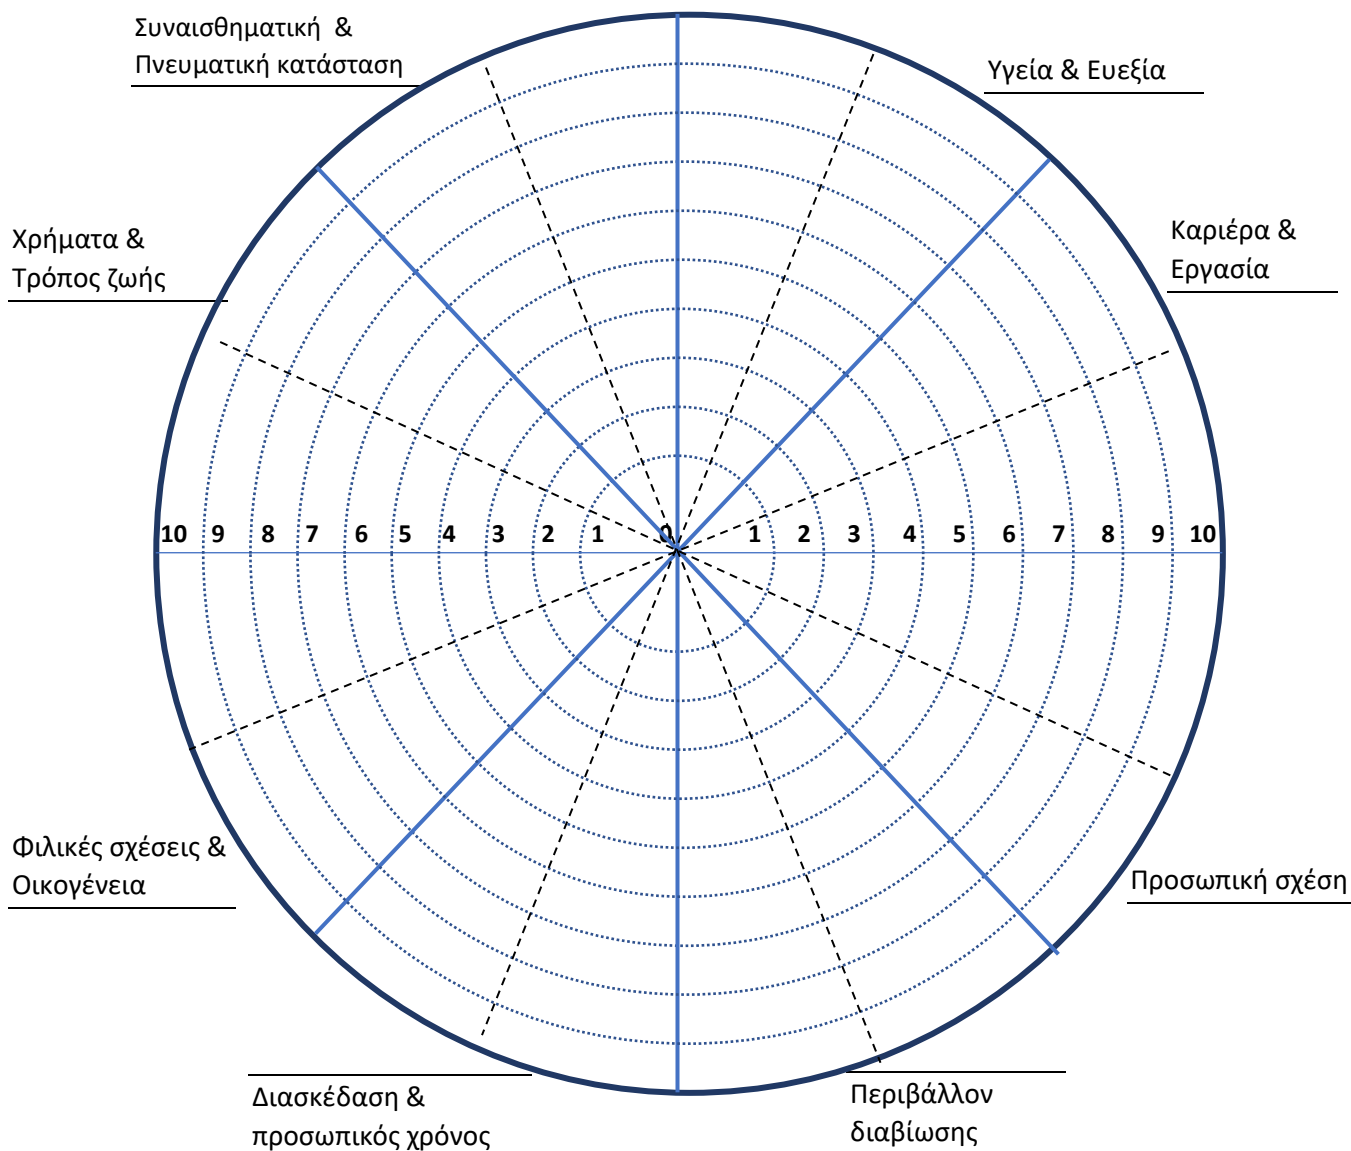 Συναισθηματική &
Πνευματική κατάσταση
Υγεία & Ευεξία
Χρήματα &
Τρόπος ζωής
Καριέρα &
Εργασία
10 9 8 7 6 5 4 3 2 1 0 1 2 3 4 5 6 7 8 9 10
Φιλικές σχέσεις &
Οικογένεια
Προσωπική σχέση
Διασκέδαση &
προσωπικός χρόνος
Περιβάλλον
διαβίωσης